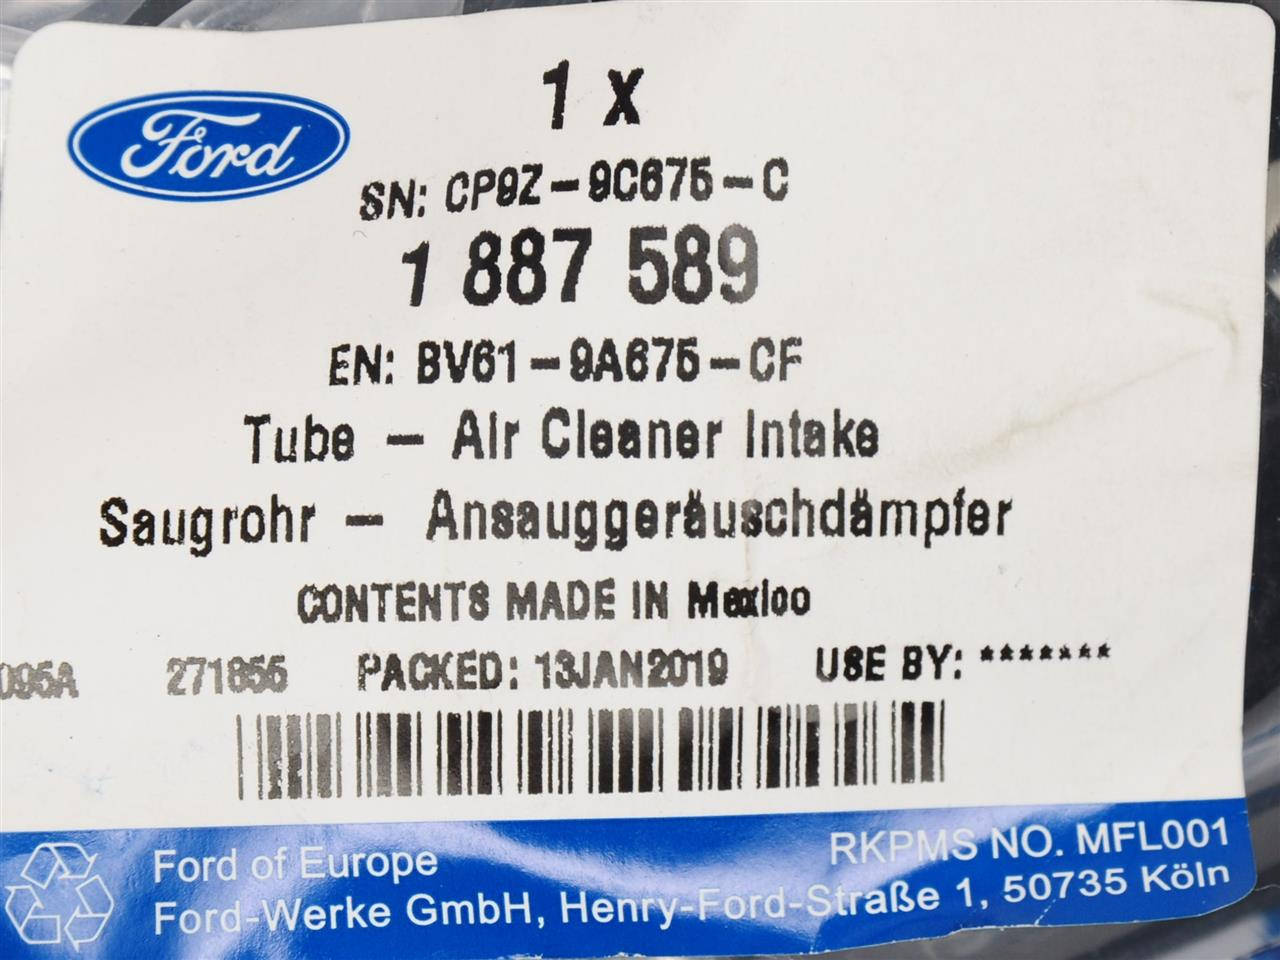 Ford
1 x
SN: CP9Z-9C675-C
1 887 589
EN: BV61-9A675-CF
Tube - Air Cleaner Intake
Saugrohr - Ansauggeräuschdämpfer
CONTENTS MADE IN Mexico
095A 271855 PACKED: 13JAN2019 USE BY: *******
Ford of Europe RKPMS NO. MFL001
Ford-Werke GmbH, Henry-Ford-Straße 1, 50735 Köln